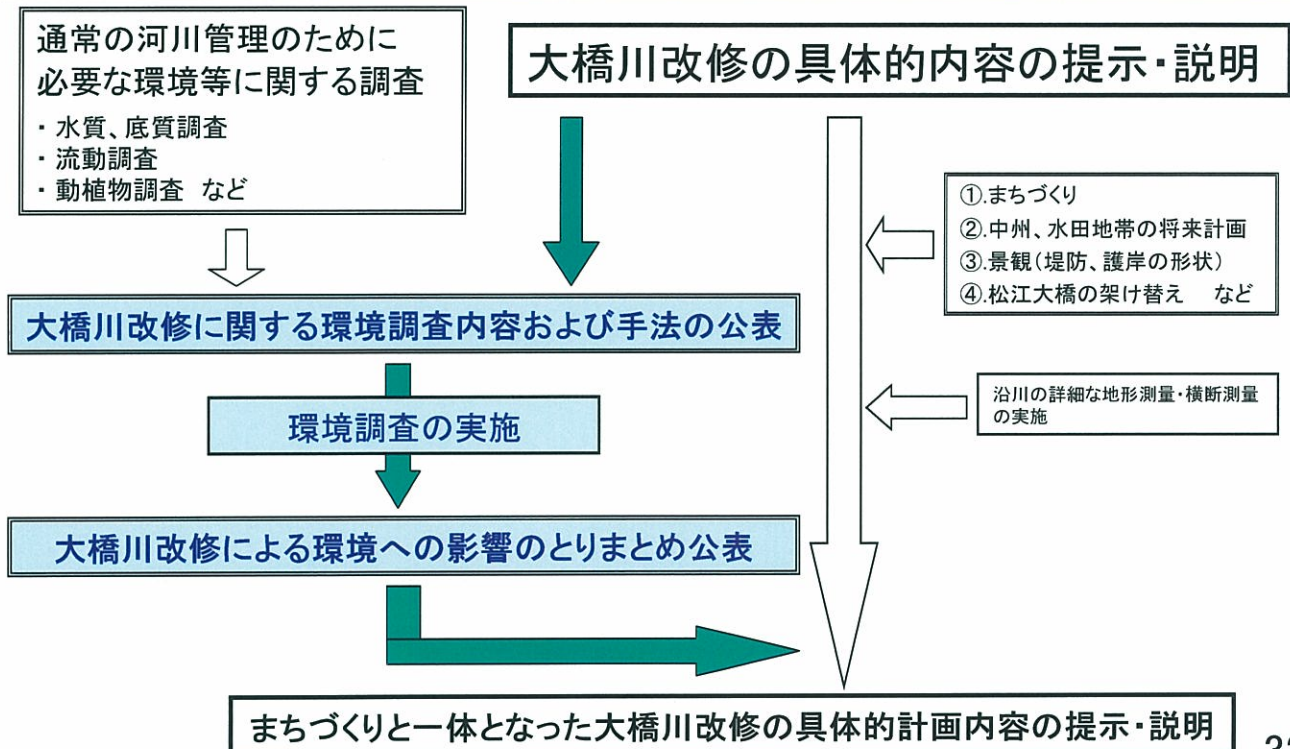 通常の河川管理のために
必要な環境等に関する調査
・ 水質、底質調査
・ 流動調査
・ 動植物調査 など
大橋川改修の具体的内容の提示・説明
①.まちづくり
②.中州、水田地帯の将来計画
③.景観(堤防、護岸の形状)
④.松江大橋の架け替え など
大橋川改修に関する環境調査内容および手法の公表
環境調査の実施
沿川の詳細な地形測量・横断測量
の実施
大橋川改修による環境への影響のとりまとめ公表
まちづくりと一体となった大橋川改修の具体的計画内容の提示・説明